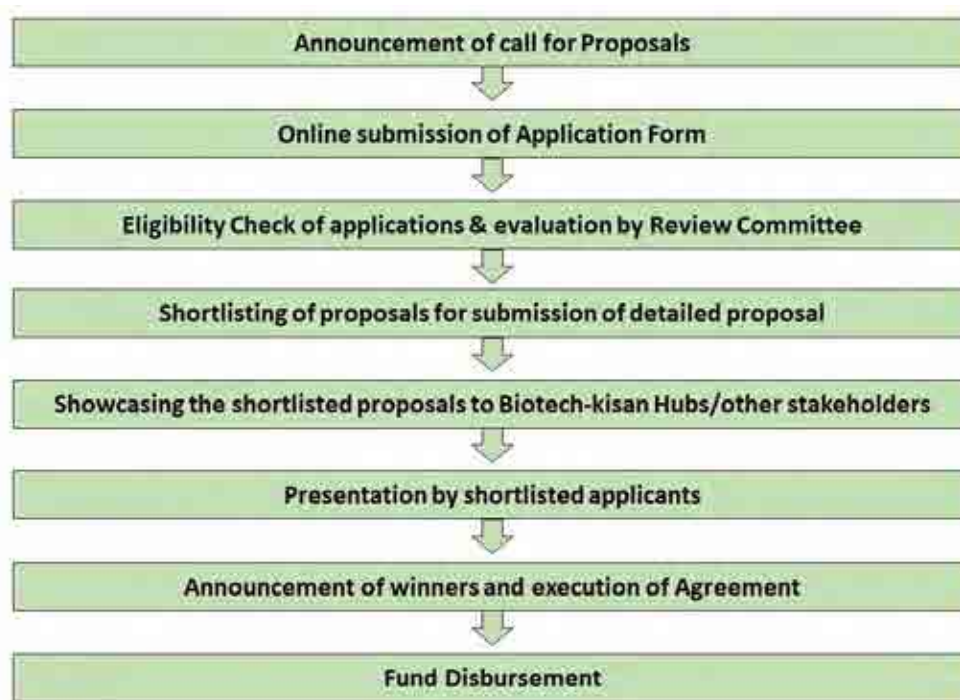 Announcement of call for Proposals
Online submission of Application Form
Eligibility Check of applications & evaluation by Review Committee
Shortlisting of proposals for submission of detailed proposal
Showcasing the shortlisted proposals to Biotech-kisan Hubs/other stakeholders
Presentation by shortlisted applicants
Announcement of winners and execution of Agreement
Fund Disbursement